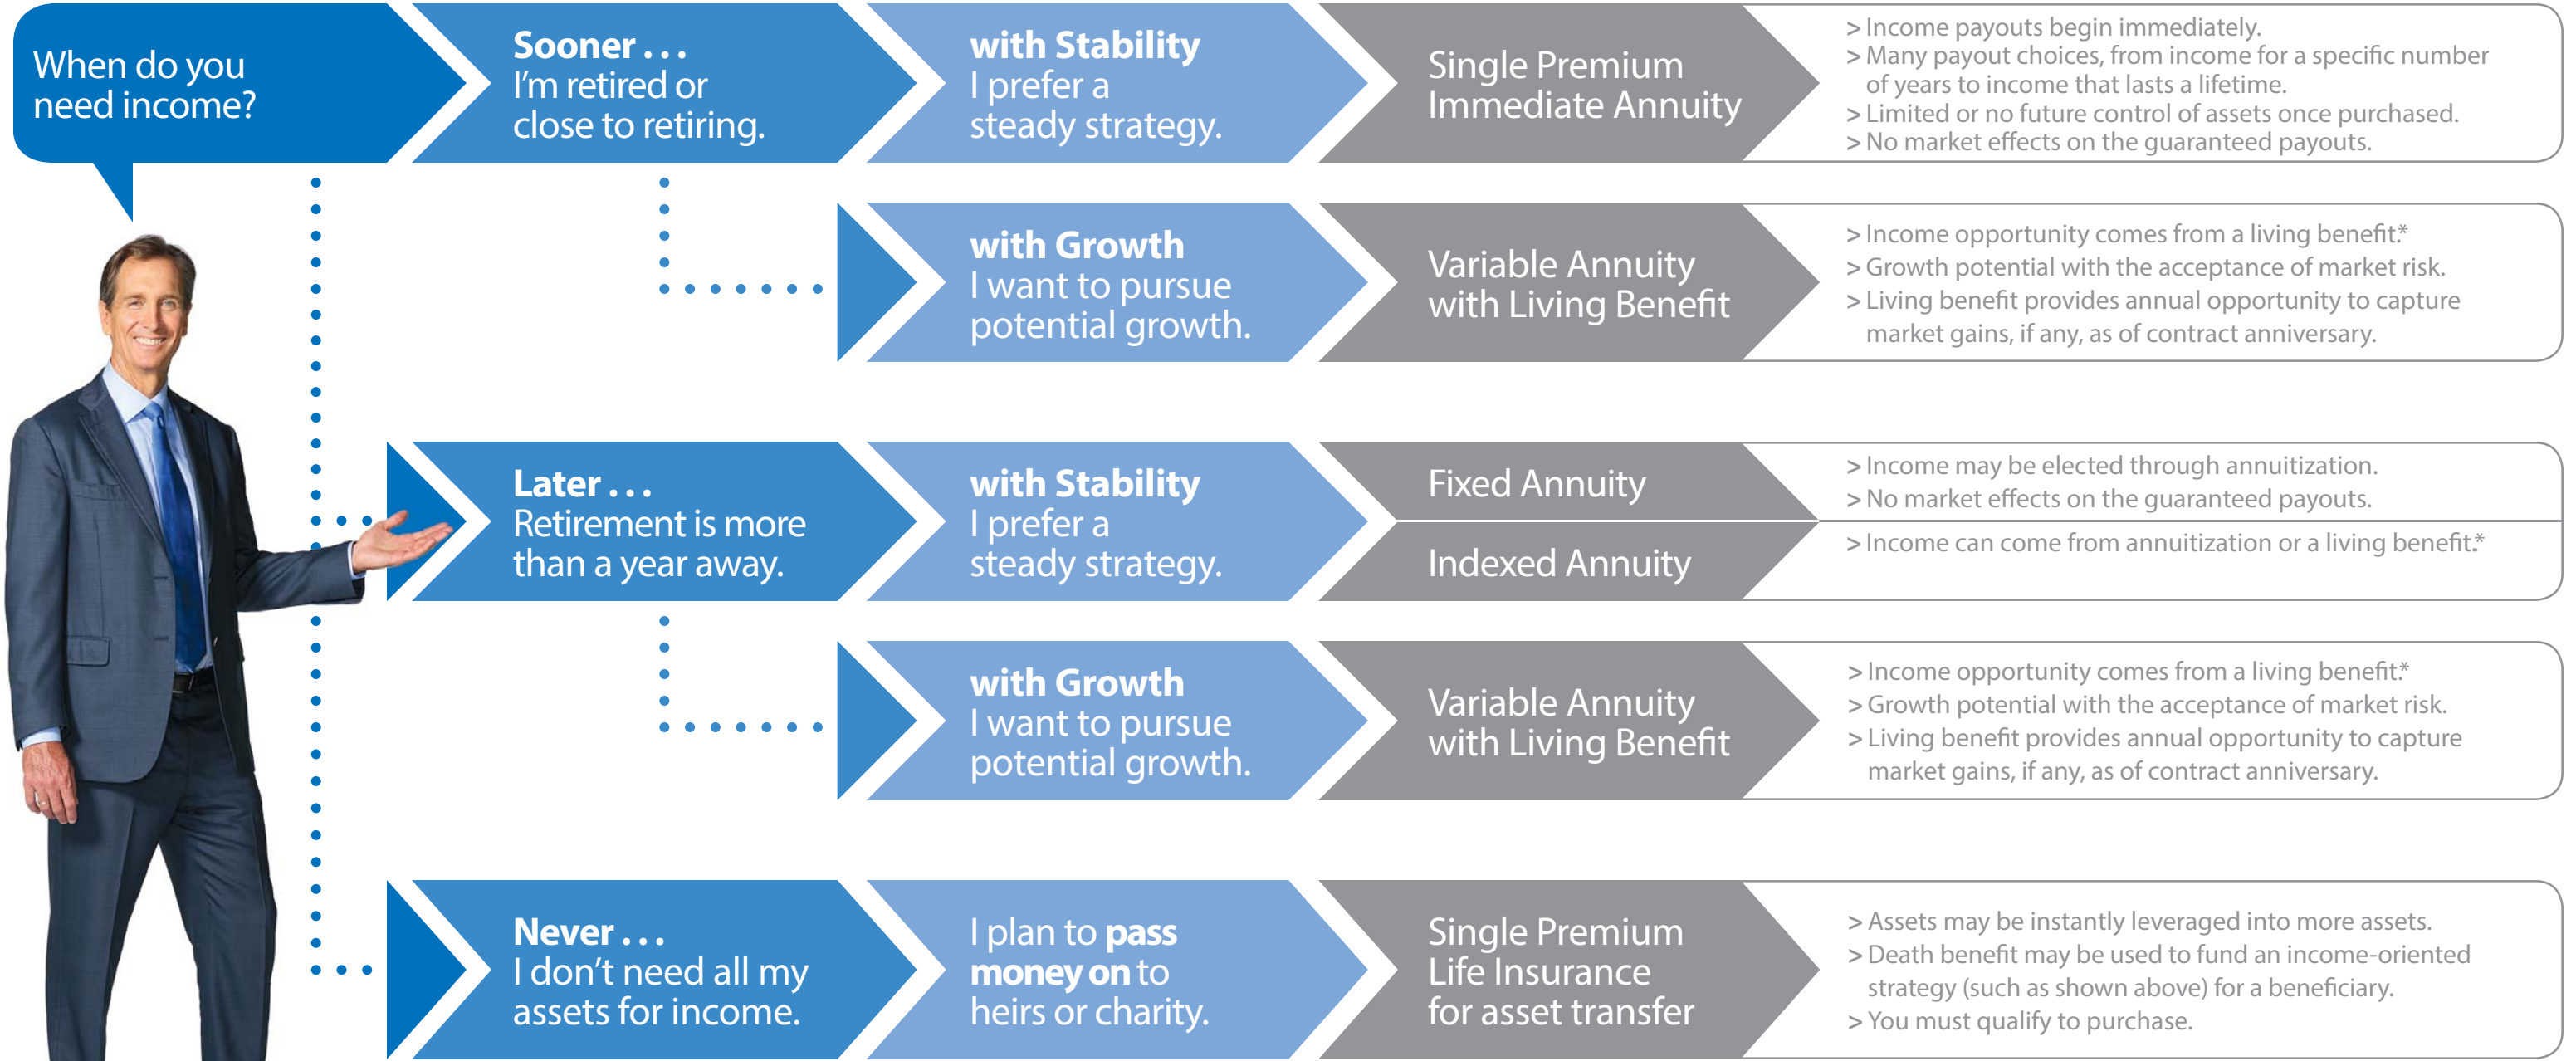 When do you
need income?
Sooner . . .
I'm retired or
close to retiring.
with Stability
I prefer a
steady strategy.
Single Premium
Immediate Annuity
> Income payouts begin immediately.
> Many payout choices, from income for a specific number
of years to income that lasts a lifetime.
> Limited or no future control of assets once purchased.
> No market effects on the guaranteed payouts.
with Growth
I want to pursue
potential growth.
Variable Annuity
with Living Benefit
> Income opportunity comes from a living benefit.*
> Growth potential with the acceptance of market risk.
> Living benefit provides annual opportunity to capture
market gains, if any, as of contract anniversary.
Later . . .
Retirement is more
than a year away.
with Stability
I prefer a
steady strategy.
Fixed Annuity
> Income may be elected through annuitization.
> No market effects on the guaranteed payouts.
Indexed Annuity
> Income can come from annuitization or a living benefit.*
with Growth
I want to pursue
potential growth.
Variable Annuity
with Living Benefit
> Income opportunity comes from a living benefit.*
> Growth potential with the acceptance of market risk.
> Living benefit provides annual opportunity to capture
market gains, if any, as of contract anniversary.
Never . . .
I don't need all my
assets for income.
I plan to pass
money on to
heirs or charity.
Single Premium
Life Insurance
for asset transfer
> Assets may be instantly leveraged into more assets.
> Death benefit may be used to fund an income-oriented
strategy (such as shown above) for a beneficiary.
> You must qualify to purchase.